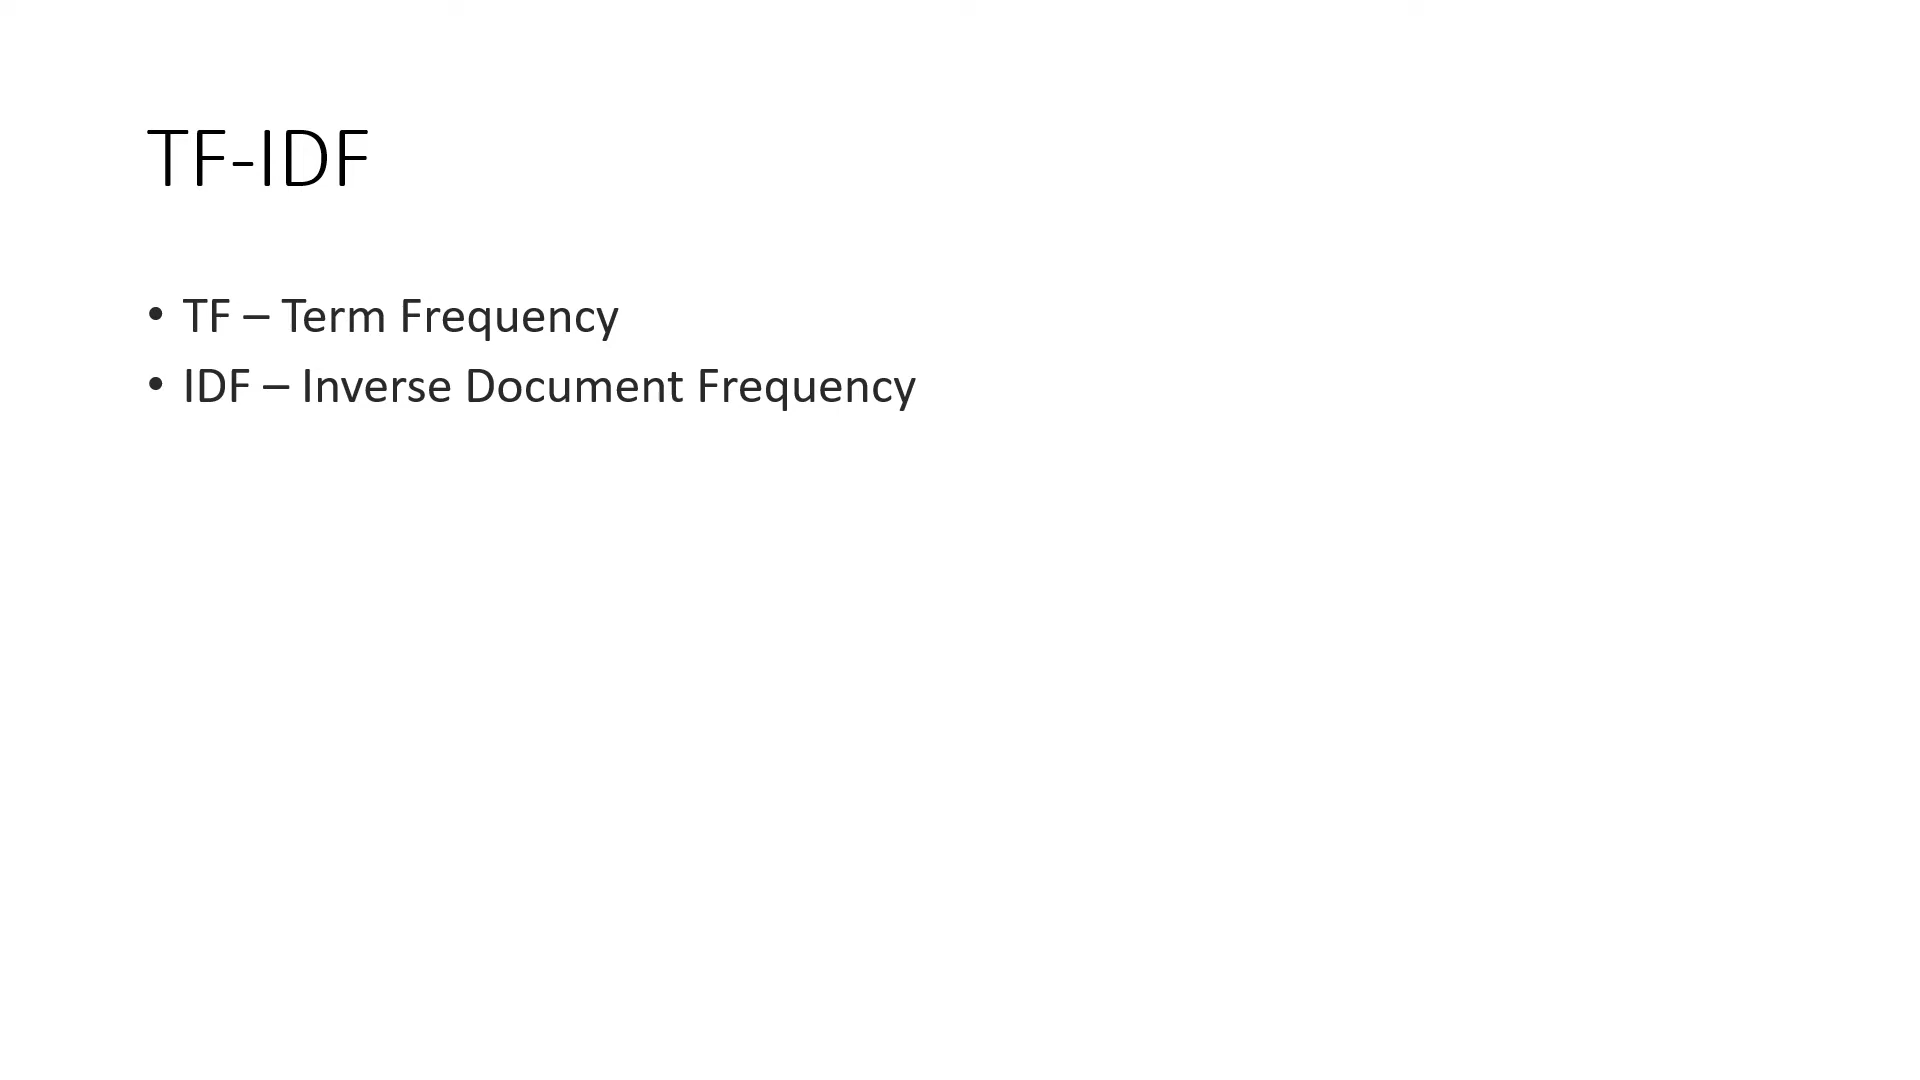 TF-IDF
• TF – Term Frequency
• IDF – Inverse Document Frequency